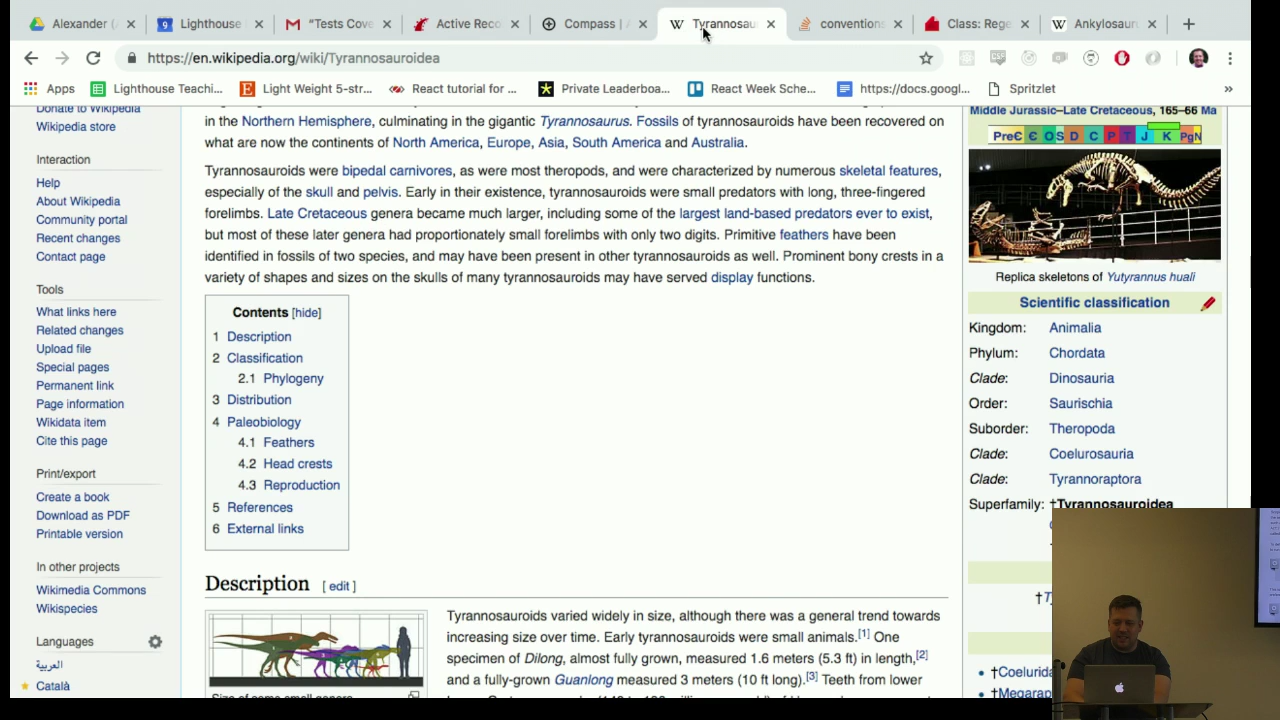 Alexander (
Lighthouse
"Tests Cove
Active Reco
Compass |
Tyrannosau
conventions
Class: Rege
Ankylosaur
https://en.wikipedia.org/wiki/Tyrannosauroidea
Apps
Lighthouse Teachi...
Light Weight 5-str...
React tutorial for ...
Private Leaderboa...
React Week Sche...
https://docs.googl...
Spritzlet
»
Donate to Wikipedia
Wikipedia store
Interaction
Help
About Wikipedia
Community portal
Recent changes
Contact page
Tools
What links here
Related changes
Upload file
Special pages
Permanent link
Page information
Wikidata item
Cite this page
Print/export
Create a book
Download as PDF
Printable version
In other projects
Wikimedia Commons
Wikispecies
Languages
العربية
Català
in the Northern Hemisphere, culminating in the gigantic Tyrannosaurus. Fossils of tyrannosauroids have been recovered on
what are now the continents of North America, Europe, Asia, South America and Australia.
Tyrannosauroids were bipedal carnivores, as were most theropods, and were characterized by numerous skeletal features,
especially of the skull and pelvis. Early in their existence, tyrannosauroids were small predators with long, three-fingered
forelimbs. Late Cretaceous genera became much larger, including some of the largest land-based predators ever to exist,
but most of these later genera had proportionately small forelimbs with only two digits. Primitive feathers have been
identified in fossils of two species, and may have been present in other tyrannosauroids as well. Prominent bony crests in a
variety of shapes and sizes on the skulls of many tyrannosauroids may have served display functions.
Contents [hide]
1 Description
2 Classification
2.1 Phylogeny
3 Distribution
4 Paleobiology
4.1 Feathers
4.2 Head crests
4.3 Reproduction
5 References
6 External links
Description [ edit ]
Tyrannosauroids varied widely in size, although there was a general trend towards
increasing size over time. Early tyrannosauroids were small animals.[1] One
specimen of Dilong, almost fully grown, measured 1.6 meters (5.3 ft) in length,[2]
and a fully-grown Guanlong measured 3 meters (10 ft long).[3] Teeth from lower
Size of some small genera
Middle Jurassic–Late Cretaceous, 165–66 Ma
PreЄ Є O S D C P T J K Pg N
Replica skeletons of Yutyrannus huali
Scientific classification
Kingdom: Animalia
Phylum: Chordata
Clade: Dinosauria
Order: Saurischia
Suborder: Theropoda
Clade: Coelurosauria
Clade: Tyrannoraptora
Superfamily: †Tyrannosauroidea
†Coelurida
†Megarap